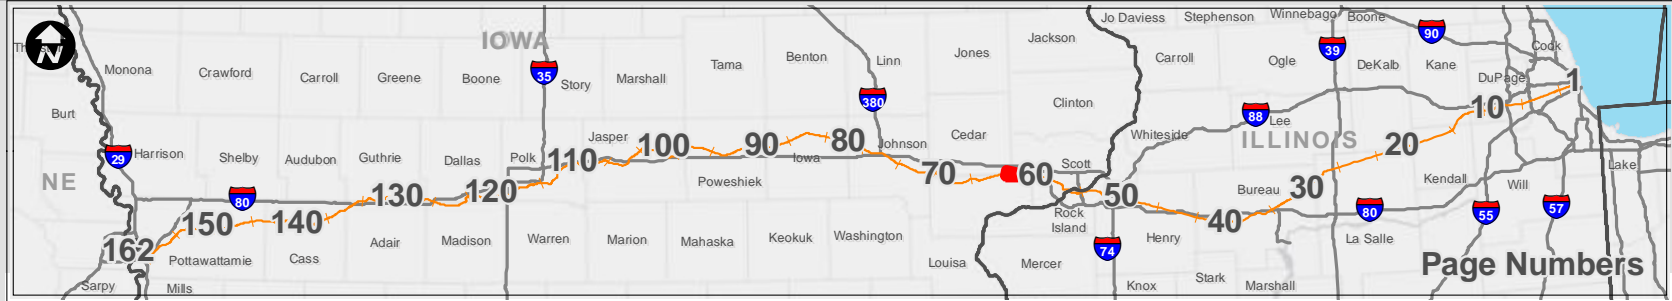 Jo Daviess Stephenson Winnebago Boone
N IOWA 39 90
Th
Jackson Cock
Monona Crawford Carroll Greene Boone 35 Story Marshall Tama Benton Linn Jones Carroll Ogle DeKalb Kane
DuPage 1
380 Clinton 10
Burt 88 Lee
Jasper 100 90 80 Johnson Cedar Whiteside ILLINOIS 20
29 Harrison Shelby Audubon Guthrie Dallas Polk 110 Iowa
70 60 Scott Lake
NE Poweshiek
80 130 120 50 Bureau 30 Kendall Will
150 140 Rock Island 40 80 55 57
162 Adair Madison Warren Marion Mahaska Keokuk Washington 74 Henry La Salle
Pottawattamie Cass Louisa Mercer Page Numbers
Sarpy Mills Knox Stark Marshall